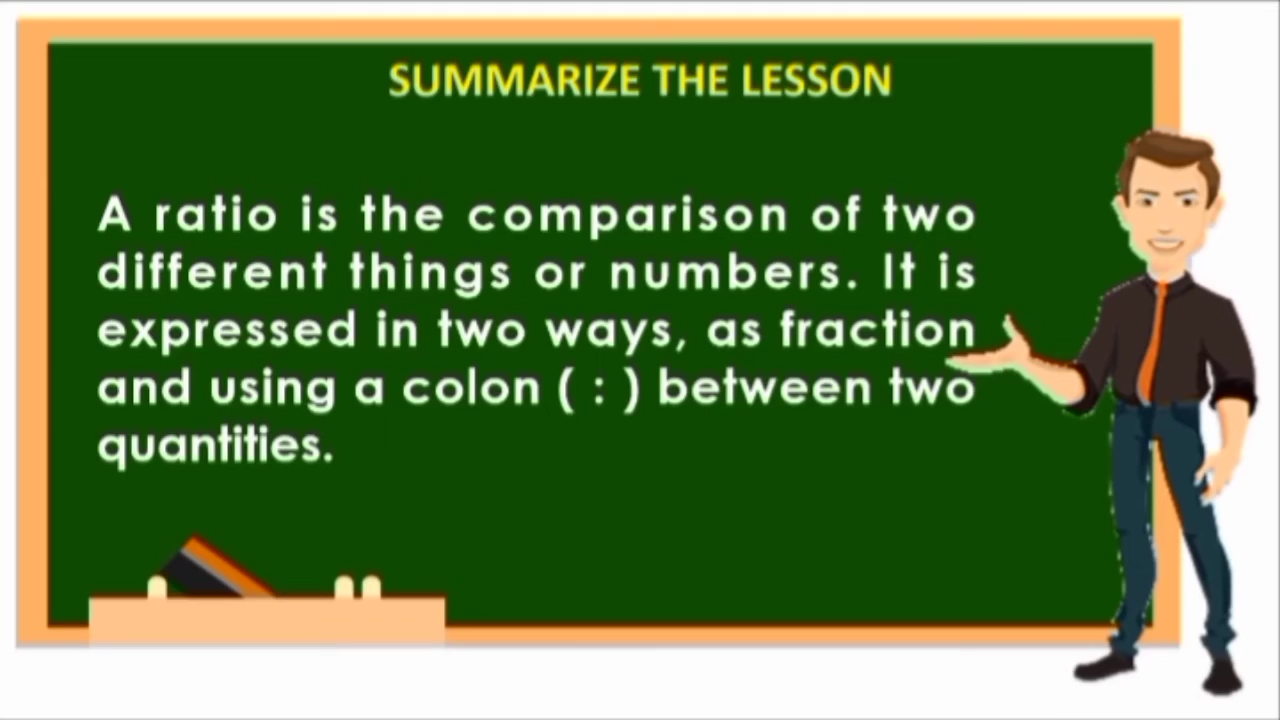 SUMMARIZE THE LESSON
A ratio is the comparison of two
different things or numbers. It is
expressed in two ways, as fraction
and using a colon ( : ) between two
quantities.